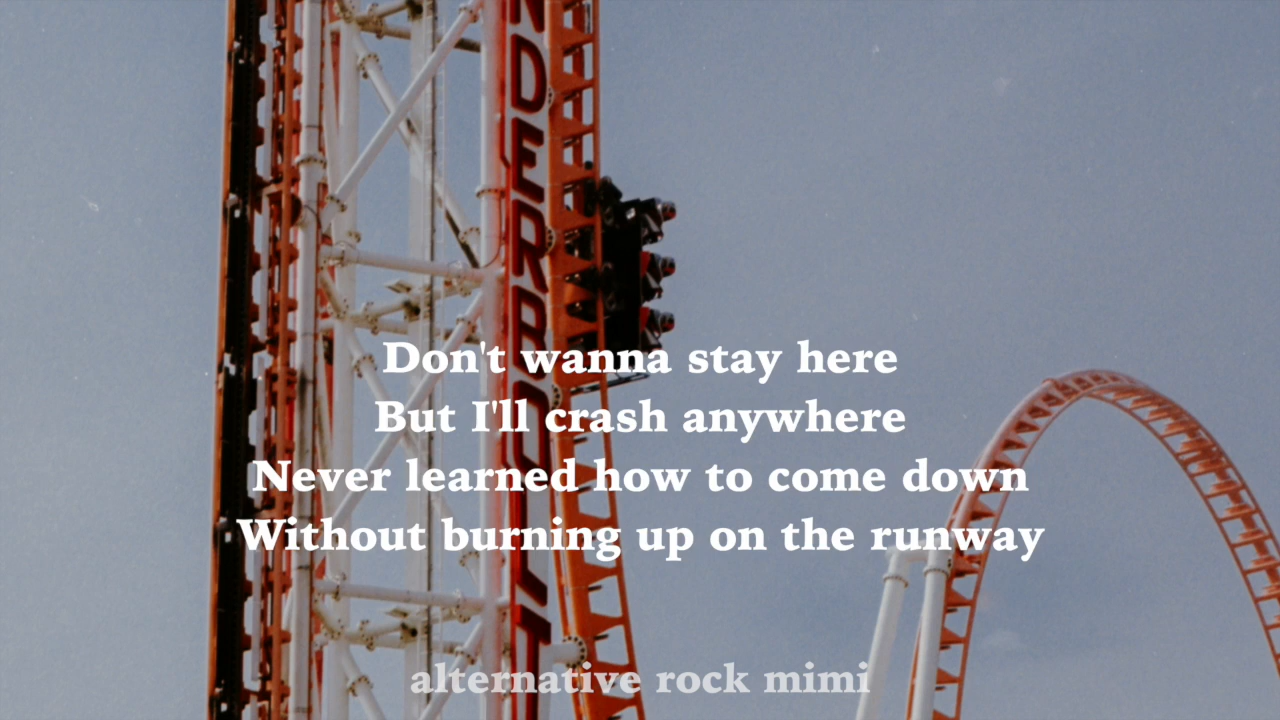 NDERBOLT
Don't wanna stay here
But I'll crash anywhere
Never learned how to come down
Without burning up on the runway
alternative rock mimi